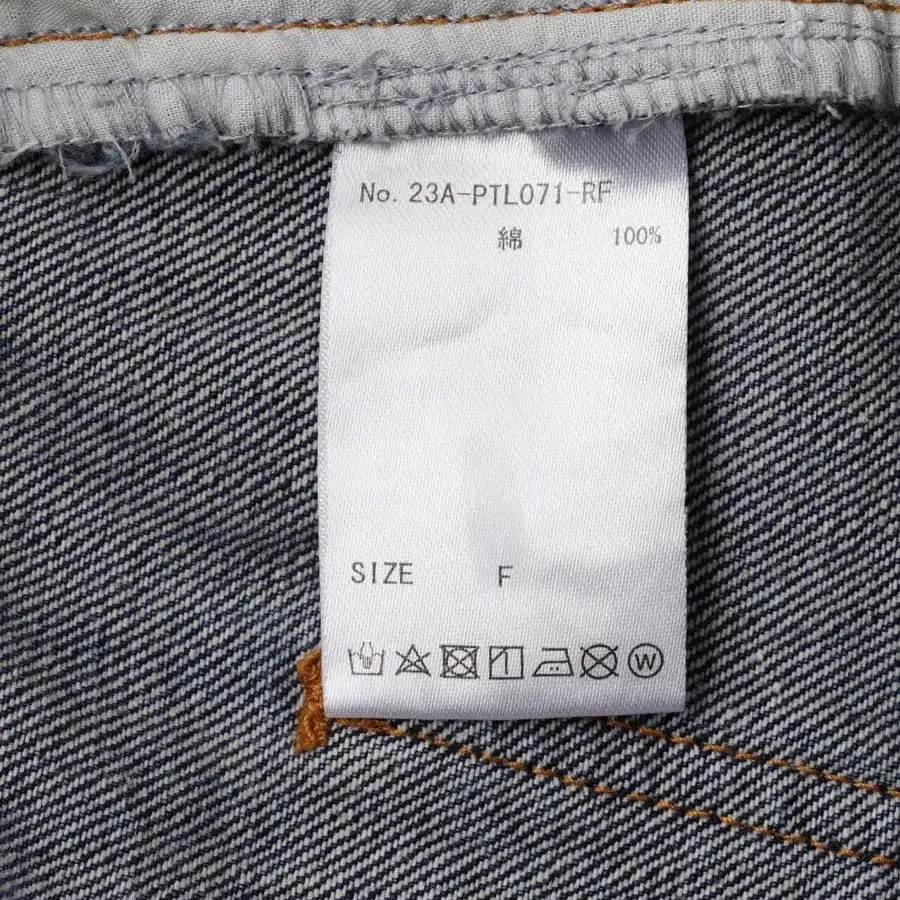 No. 23A-PTL071-RF
綿 100%
SIZE F
W